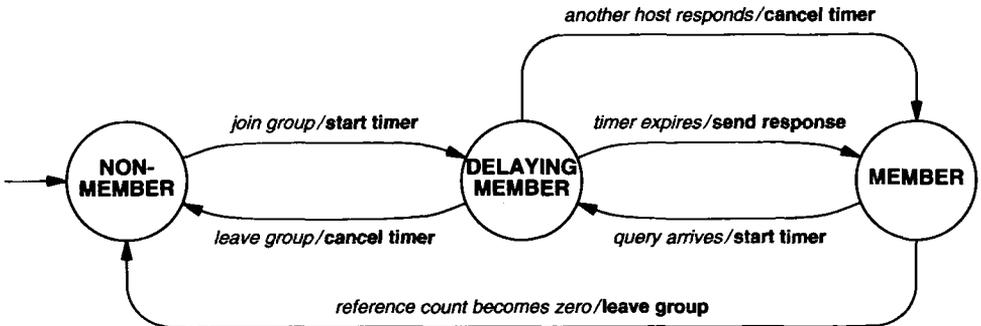 another host responds/cancel timer
join group/start timer
timer expires/send response
NON-
MEMBER
DELAYING
MEMBER
MEMBER
leave group/cancel timer
query arrives/start timer
reference count becomes zero/leave group